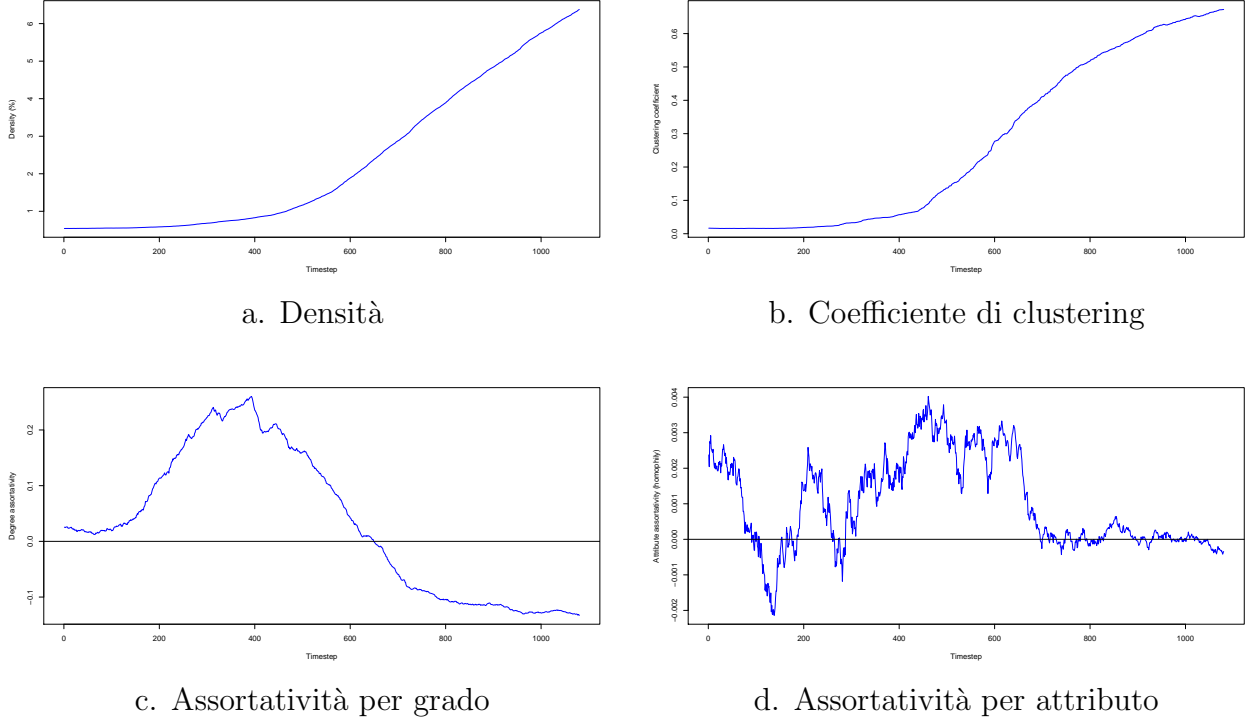 6
5
4
3
2
1
Density (%)
0 200 400 600 800 1000
Timestep
a. Densità
0.6
0.5
0.4
0.3
0.2
0.1
0.0
Clustering coefficient
0 200 400 600 800 1000
Timestep
b. Coefficiente di clustering
0.2
0.1
0.0
−0.1
Degree assortativity
0 200 400 600 800 1000
Timestep
c. Assortatività per grado
0.004
0.003
0.002
0.001
0.000
−0.001
−0.002
Attribute assortativity (homophily)
0 200 400 600 800 1000
Timestep
d. Assortatività per attributo